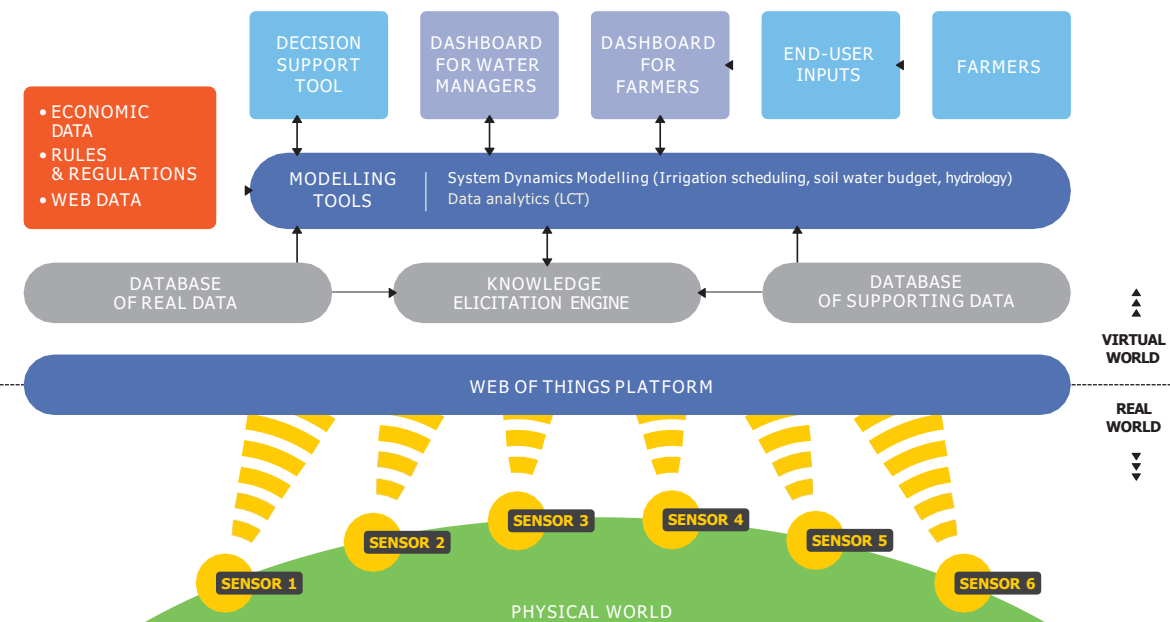 DECISION
SUPPORT
TOOL
DASHBOARD
FOR WATER
MANAGERS
DASHBOARD
FOR
FARMERS
END-USER
INPUTS
FARMERS
• ECONOMIC
DATA
• RULES
& REGULATIONS
• WEB DATA
MODELLING
TOOLS
System Dynamics Modelling (Irrigation scheduling, soil water budget, hydrology)
Data analytics (LCT)
DATABASE
OF REAL DATA
KNOWLEDGE
ELICITATION ENGINE
DATABASE
OF SUPPORTING DATA
VIRTUAL
WORLD
WEB OF THINGS PLATFORM
REAL
WORLD
SENSOR 1
SENSOR 2
SENSOR 3
SENSOR 4
SENSOR 5
SENSOR 6
PHYSICAL WORLD